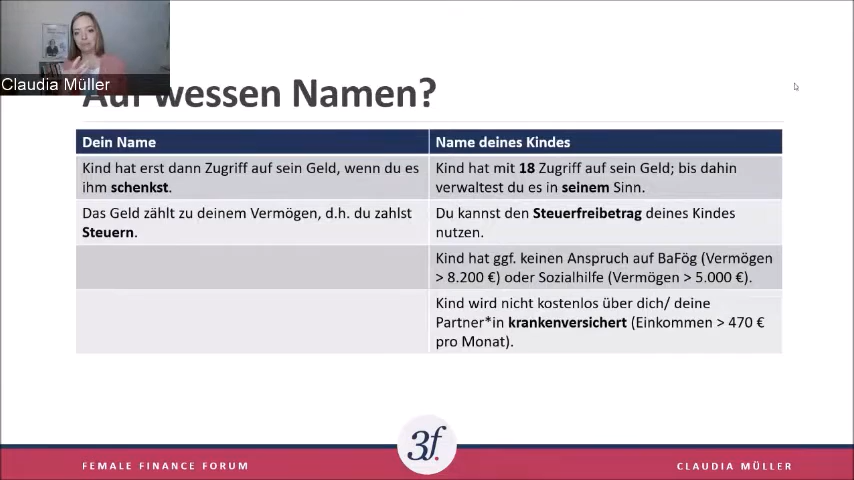 Claudia Müller
Auf wessen Namen?
Dein Name
Name deines Kindes
Kind hat erst dann Zugriff auf sein Geld, wenn du es
ihm schenkst.
Kind hat mit 18 Zugriff auf sein Geld; bis dahin
verwaltest du es in seinem Sinn.
Das Geld zählt zu deinem Vermögen, d.h. du zahlst
Steuern.
Du kannst den Steuerfreibetrag deines Kindes
nutzen.
Kind hat ggf. keinen Anspruch auf BaFög (Vermögen
> 8.200 €) oder Sozialhilfe (Vermögen > 5.000 €).
Kind wird nicht kostenlos über dich/ deine
Partner*in krankenversichert (Einkommen > 470 €
pro Monat).
3f.
FEMALE FINANCE FORUM
CLAUDIA MÜLLER